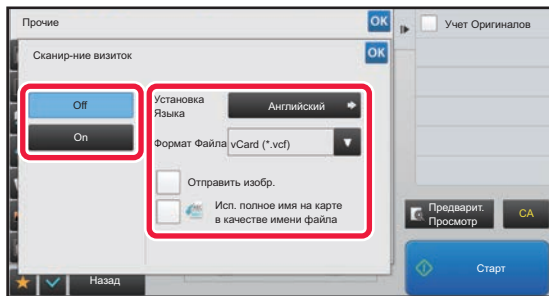 Прочие
OK
Учет Оригиналов
Сканир-ние визиток
OK
Off
On
Установка
Языка
Английский
Формат Файла
vCard (*.vcf)
Отправить изобр.
Исп. полное имя на карте
в качестве имени файла
Предварит.
Просмотр
CA
Назад
Старт